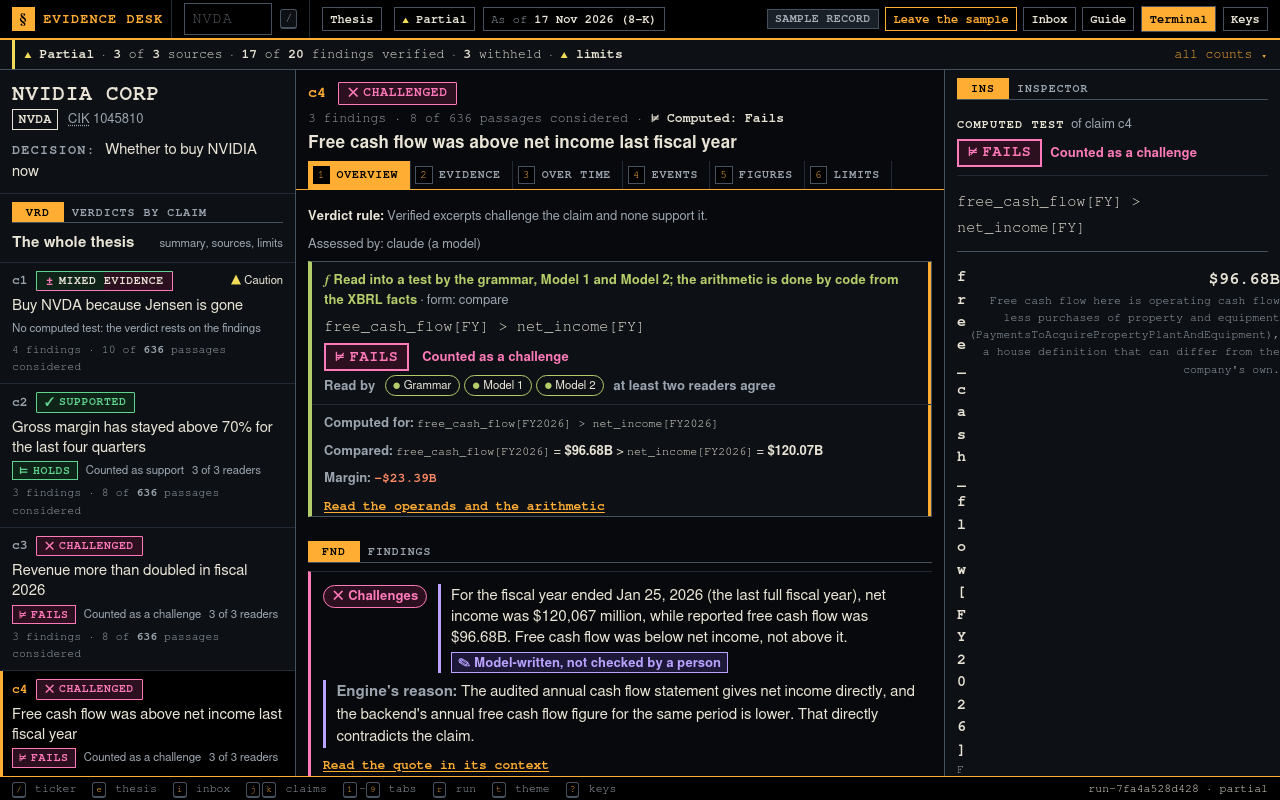 § EVIDENCE DESK NVDA / Thesis ▲ Partial As of 17 Nov 2026 (8-K) SAMPLE RECORD Leave the sample Inbox Guide Terminal Keys
▲ Partial · 3 of 3 sources · 17 of 20 findings verified · 3 withheld · ▲ limits all counts ▾
NVIDIA CORP
NVDA CIK 1045810
DECISION: Whether to buy NVIDIA
now
VRD VERDICTS BY CLAIM
The whole thesis summary, sources, limits
c1 ± MIXED EVIDENCE ▲ Caution
Buy NVDA because Jensen is gone
No computed test: the verdict rests on the findings
4 findings · 10 of 636 passages
considered
c2 ✓ SUPPORTED
Gross margin has stayed above 70% for
the last four quarters
⊨ HOLDS Counted as support 3 of 3 readers
3 findings · 8 of 636 passages
considered
c3 ✕ CHALLENGED
Revenue more than doubled in fiscal
2026
⊭ FAILS Counted as a challenge 3 of 3 readers
3 findings · 8 of 636 passages
considered
c4 ✕ CHALLENGED
Free cash flow was above net income last
fiscal year
⊭ FAILS Counted as a challenge 3 of 3 readers
c4 ✕ CHALLENGED
3 findings · 8 of 636 passages considered · ⊭ Computed: Fails
Free cash flow was above net income last fiscal year
1 OVERVIEW 2 EVIDENCE 3 OVER TIME 4 EVENTS 5 FIGURES 6 LIMITS
Verdict rule: Verified excerpts challenge the claim and none support it.
Assessed by: claude (a model)
ƒ Read into a test by the grammar, Model 1 and Model 2; the arithmetic is done by code from
the XBRL facts · form: compare
free_cash_flow[FY] > net_income[FY]
⊭ FAILS Counted as a challenge
Read by ● Grammar ● Model 1 ● Model 2 at least two readers agree
Computed for: free_cash_flow[FY2026] > net_income[FY2026]
Compared: free_cash_flow[FY2026] = $96.68B > net_income[FY2026] = $120.07B
Margin: −$23.39B
Read the operands and the arithmetic
FND FINDINGS
✕ Challenges
For the fiscal year ended Jan 25, 2026 (the last full fiscal year), net
income was $120,067 million, while reported free cash flow was
$96.68B. Free cash flow was below net income, not above it.
✎ Model-written, not checked by a person
Engine's reason: The audited annual cash flow statement gives net income directly, and
the backend's annual free cash flow figure for the same period is lower. That directly
contradicts the claim.
Read the quote in its context
INS INSPECTOR
COMPUTED TEST of claim c4
⊭ FAILS Counted as a challenge
free_cash_flow[FY] >
net_income[FY]
f
r
e
e
_
c
a
s
h
_
f
l
o
w
[
F
Y
2
0
2
6
]
F
$96.68B
Free cash flow here is operating cash flow
less purchases of property and equipment
(PaymentsToAcquirePropertyPlantAndEquipment),
a house definition that can differ from the
company's own.
/ ticker e thesis i inbox j k claims 1-9 tabs r run t theme ? keys run-7fa4a528d428 · partial